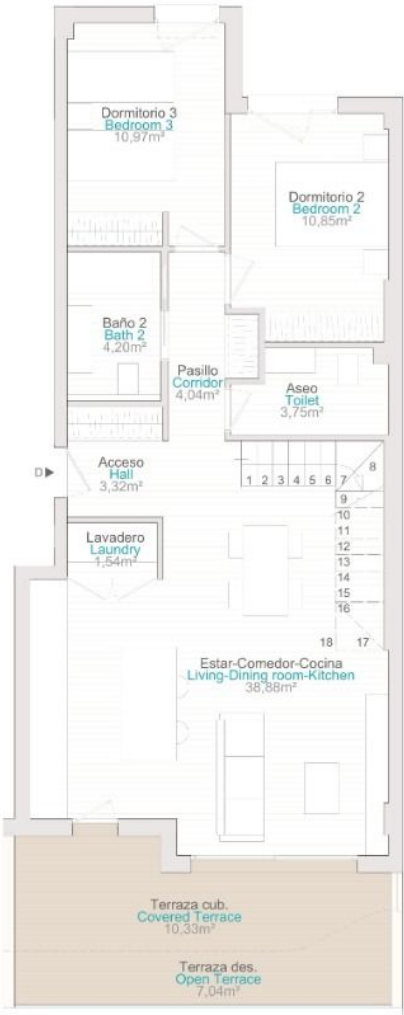 Dormitorio 3
Bedroom 3
10,97m²
Dormitorio 2
Bedroom 2
10,85m²
Baño 2
Bath 2
4,20m²
Pasillo
Corridor
4,04m²
Aseo
Toilet
3,75m²
D
Acceso
Hall
3,32m²
1 2 3 4 5 6 7 8
9
10
11
12
13
14
15
16
18 17
Lavadero
Laundry
1,54m²
Estar-Comedor-Cocina
Living-Dining room-Kitchen
38,88m²
Terraza cub.
Covered Terrace
10,33m²
Terraza des.
Open Terrace
7,04m²